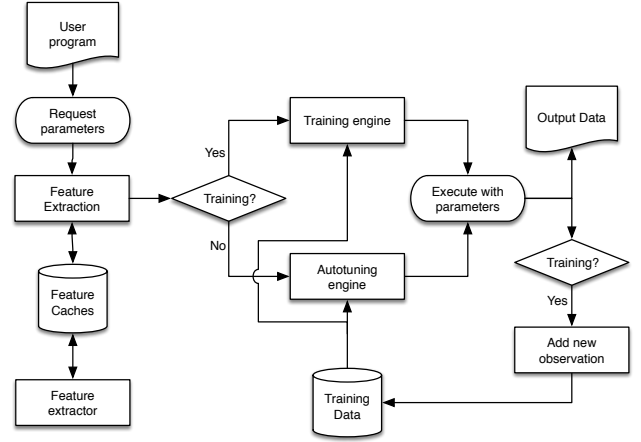 User
program
Request
parameters
Feature
Extraction
Feature
Caches
Feature
extractor
Training?
Yes
No
Training engine
Autotuning
engine
Training
Data
Execute with
parameters
Output Data
Training?
Yes
Add new
observation